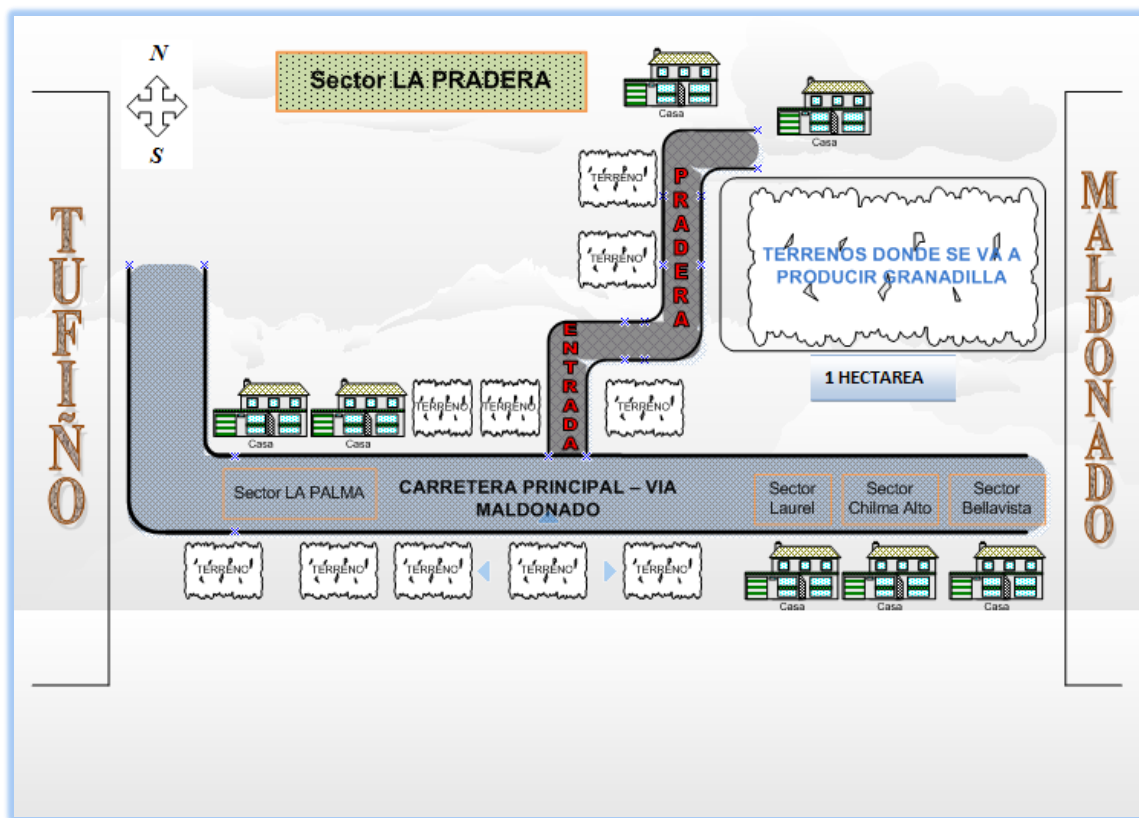 N
S
Sector LA PRADERA
Casa
Casa
TUFIÑO
MALDONADO
TERRENO
TERRENO
PRADERA
TERRENOS DONDE SE VA A
PRODUCIR GRANADILLA
1 HECTAREA
ENTRADA
Casa
Casa
TERRENO
TERRENO
TERRENO
Sector LA PALMA
CARRETERA PRINCIPAL – VIA
MALDONADO
Sector
Laurel
Sector
Chilma Alto
Sector
Bellavista
TERRENO
TERRENO
TERRENO
TERRENO
TERRENO
Casa
Casa
Casa